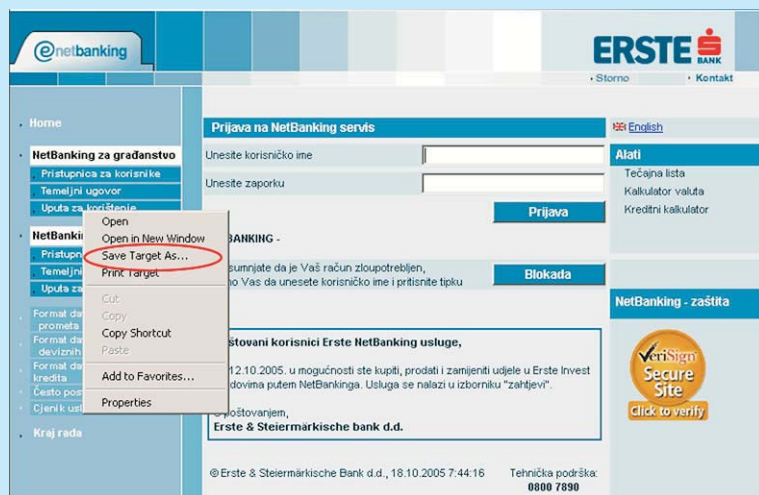 netbanking
ERSTE
BANK
Storno
Kontakt
Home
NetBanking za građanstvo
Pristupnica za korisnike
Temeljni ugovor
Uputa za korištenje
Open
Open in New Window
Save Target As...
Print Target
Cut
Copy
Copy Shortcut
Paste
Add to Favorites...
Properties
prometa
deviznih
kredita
Kraj rada
Prijava na NetBanking servis
Unesite korisničko ime
Unesite zaporku
Prijava
sumnjate da je Vaš račun zloupotrebljen,
Vas da unesete korisničko ime i pritisnite tipku
Blokada
korisnici Erste NetBanking usluge,
12.10.2005. u mogućnosti ste kupiti, prodati i zamijeniti udjele u Erste Invest
putem NetBankinga. Usluga se nalazi u izborniku "zahtjevi".
poštovanjem,
Erste & Steiermärkische bank d.d.
© Erste & Steiermärkische Bank d.d., 18.10.2005 7:44:16
Tehnička podrška:
0800 7890
English
Alati
Tečajna lista
Kalkulator valuta
Kreditni kalkulator
NetBanking - zaštita
VeriSign
Secure
Site
Click to verify